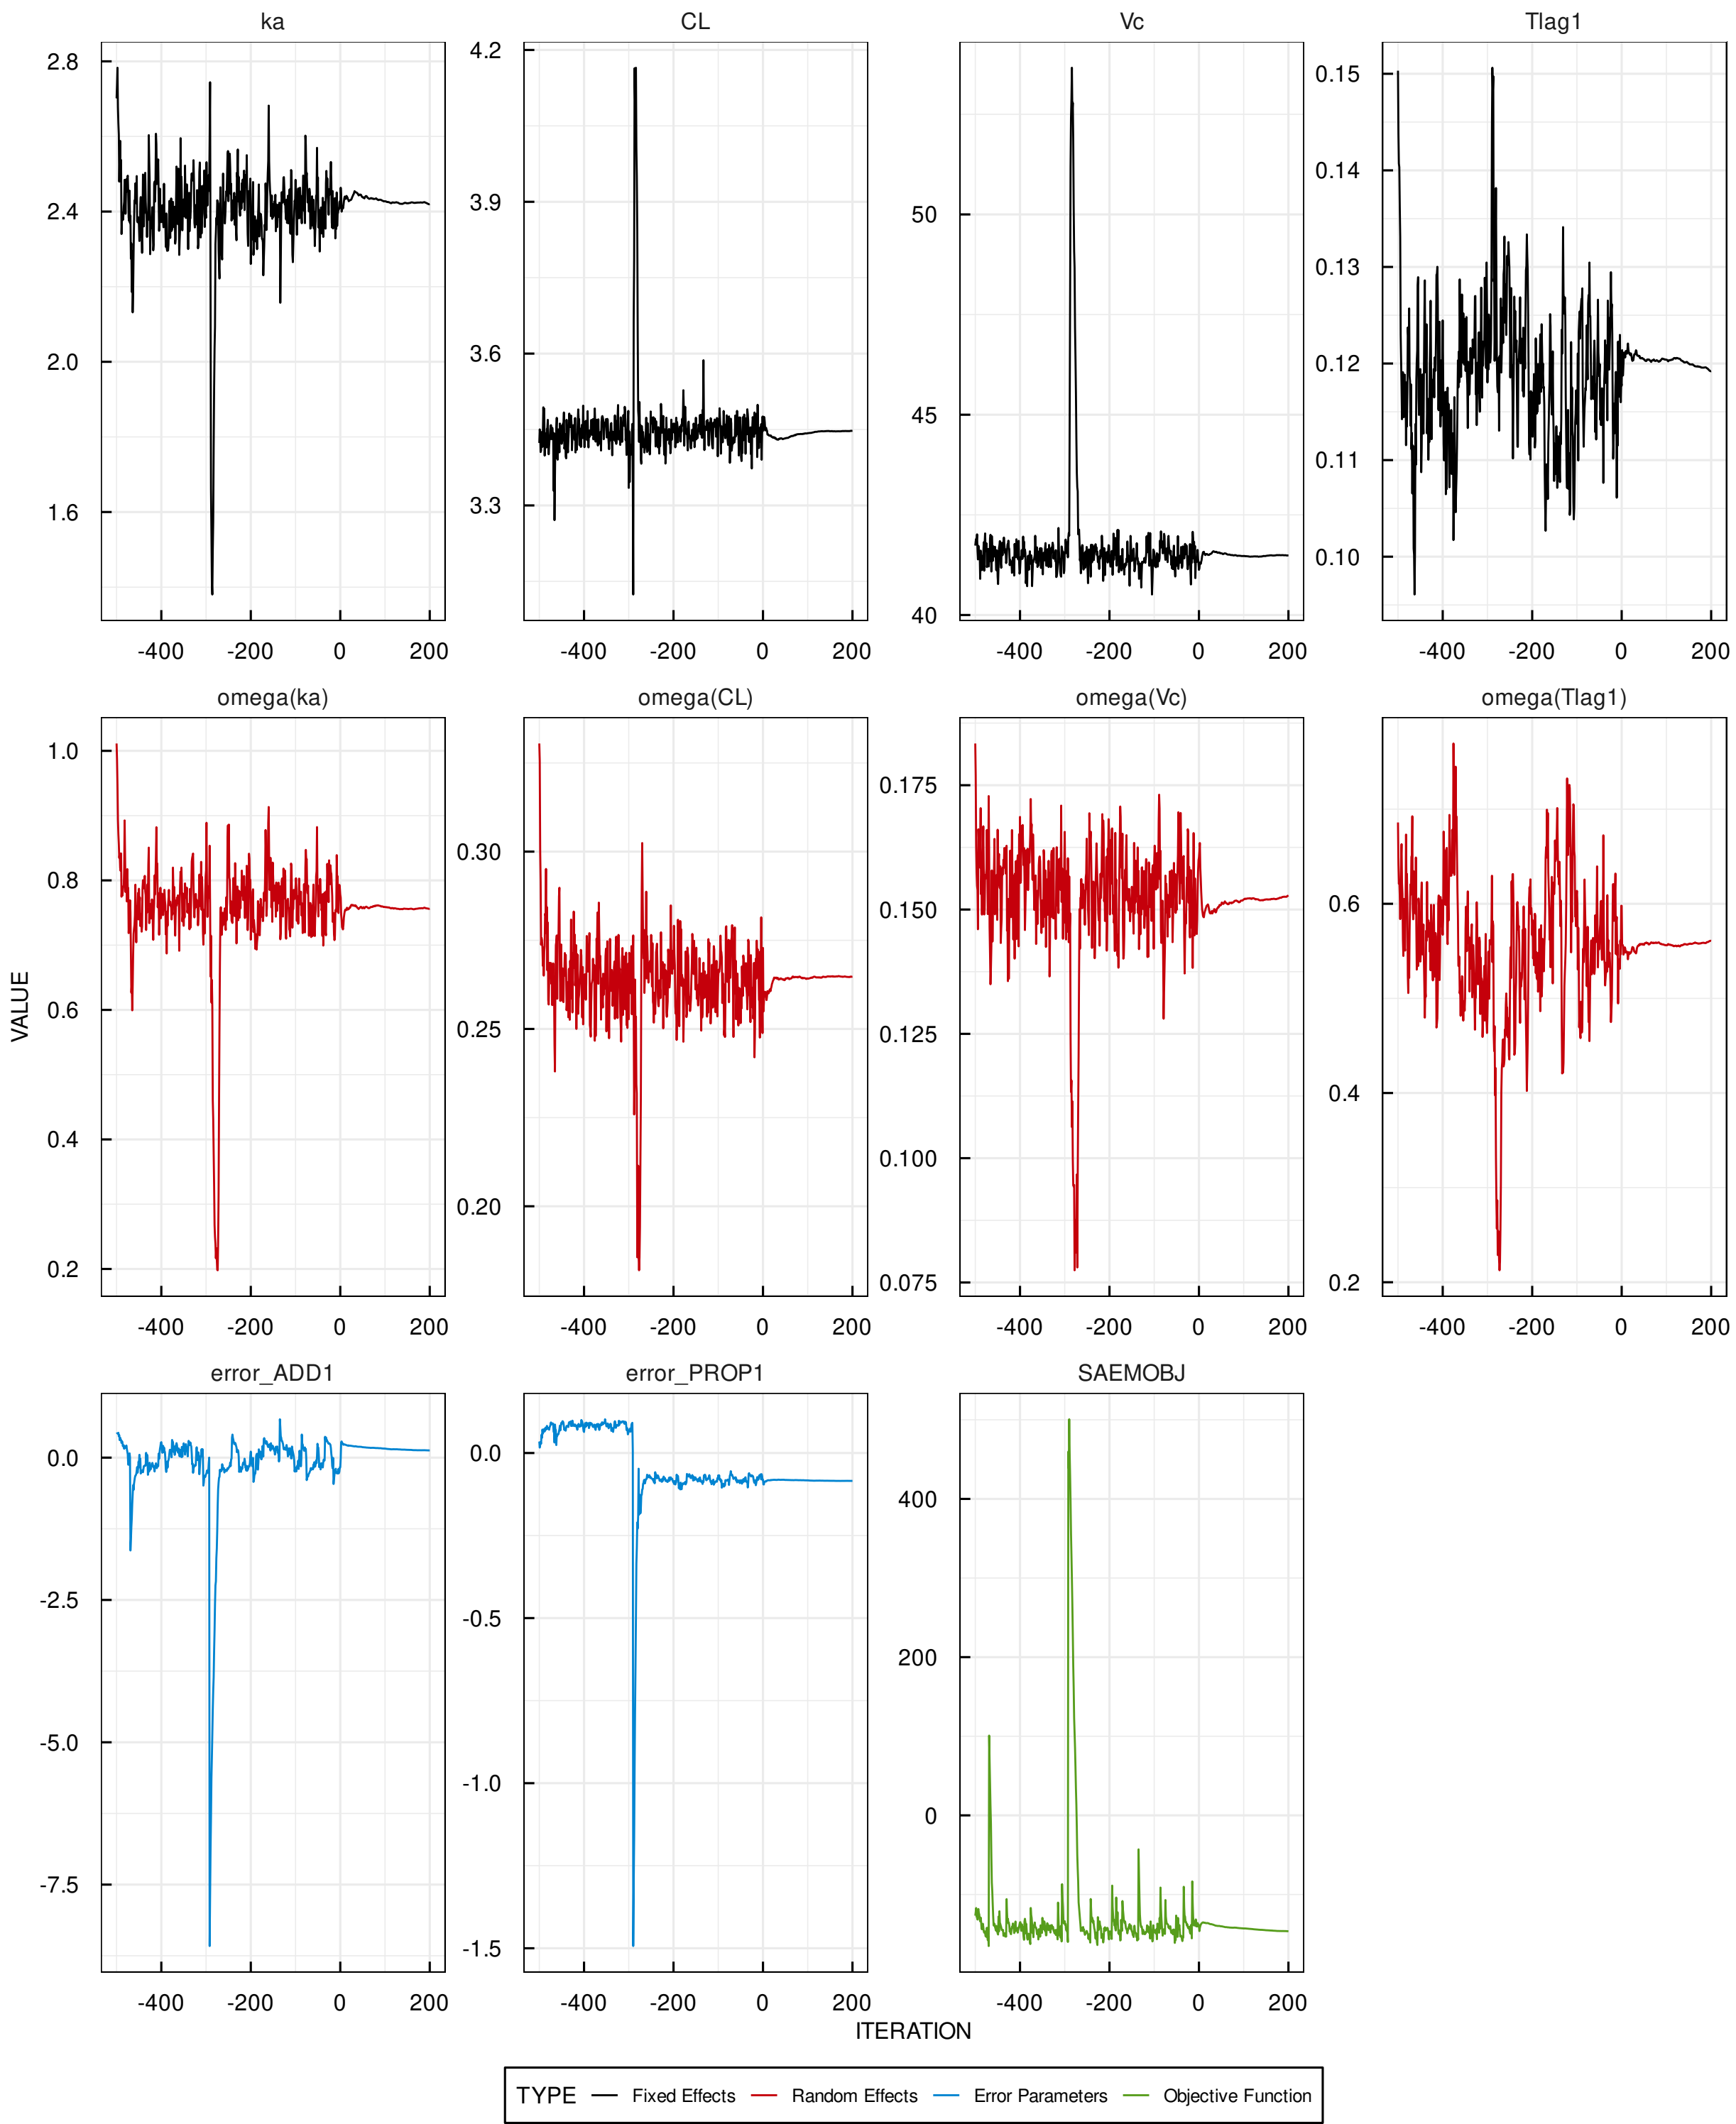 ka CL Vc Tlag1
2.8 4.2 0.15
2.4 3.9 50 0.14
2.0 3.6 0.13
1.6 3.3 45 0.12
40 0.11
0.10
-400 -200 0 200 -400 -200 0 200 -400 -200 0 200 -400 -200 0 200
omega(ka) omega(CL) omega(Vc) omega(Tlag1)
1.0 0.30 0.175 0.6
0.8 0.25 0.150 0.4
0.6 0.20 0.125 0.2
0.4 0.100
0.2 0.075
VALUE
-400 -200 0 200 -400 -200 0 200 -400 -200 0 200 -400 -200 0 200
error_ADD1 error_PROP1 SAEMOBJ
0.0 0.0 400
-2.5 -0.5 200
-5.0 -1.0 0
-7.5 -1.5
-400 -200 0 200 -400 -200 0 200 -400 -200 0 200
ITERATION
TYPE Fixed Effects Random Effects Error Parameters Objective Function